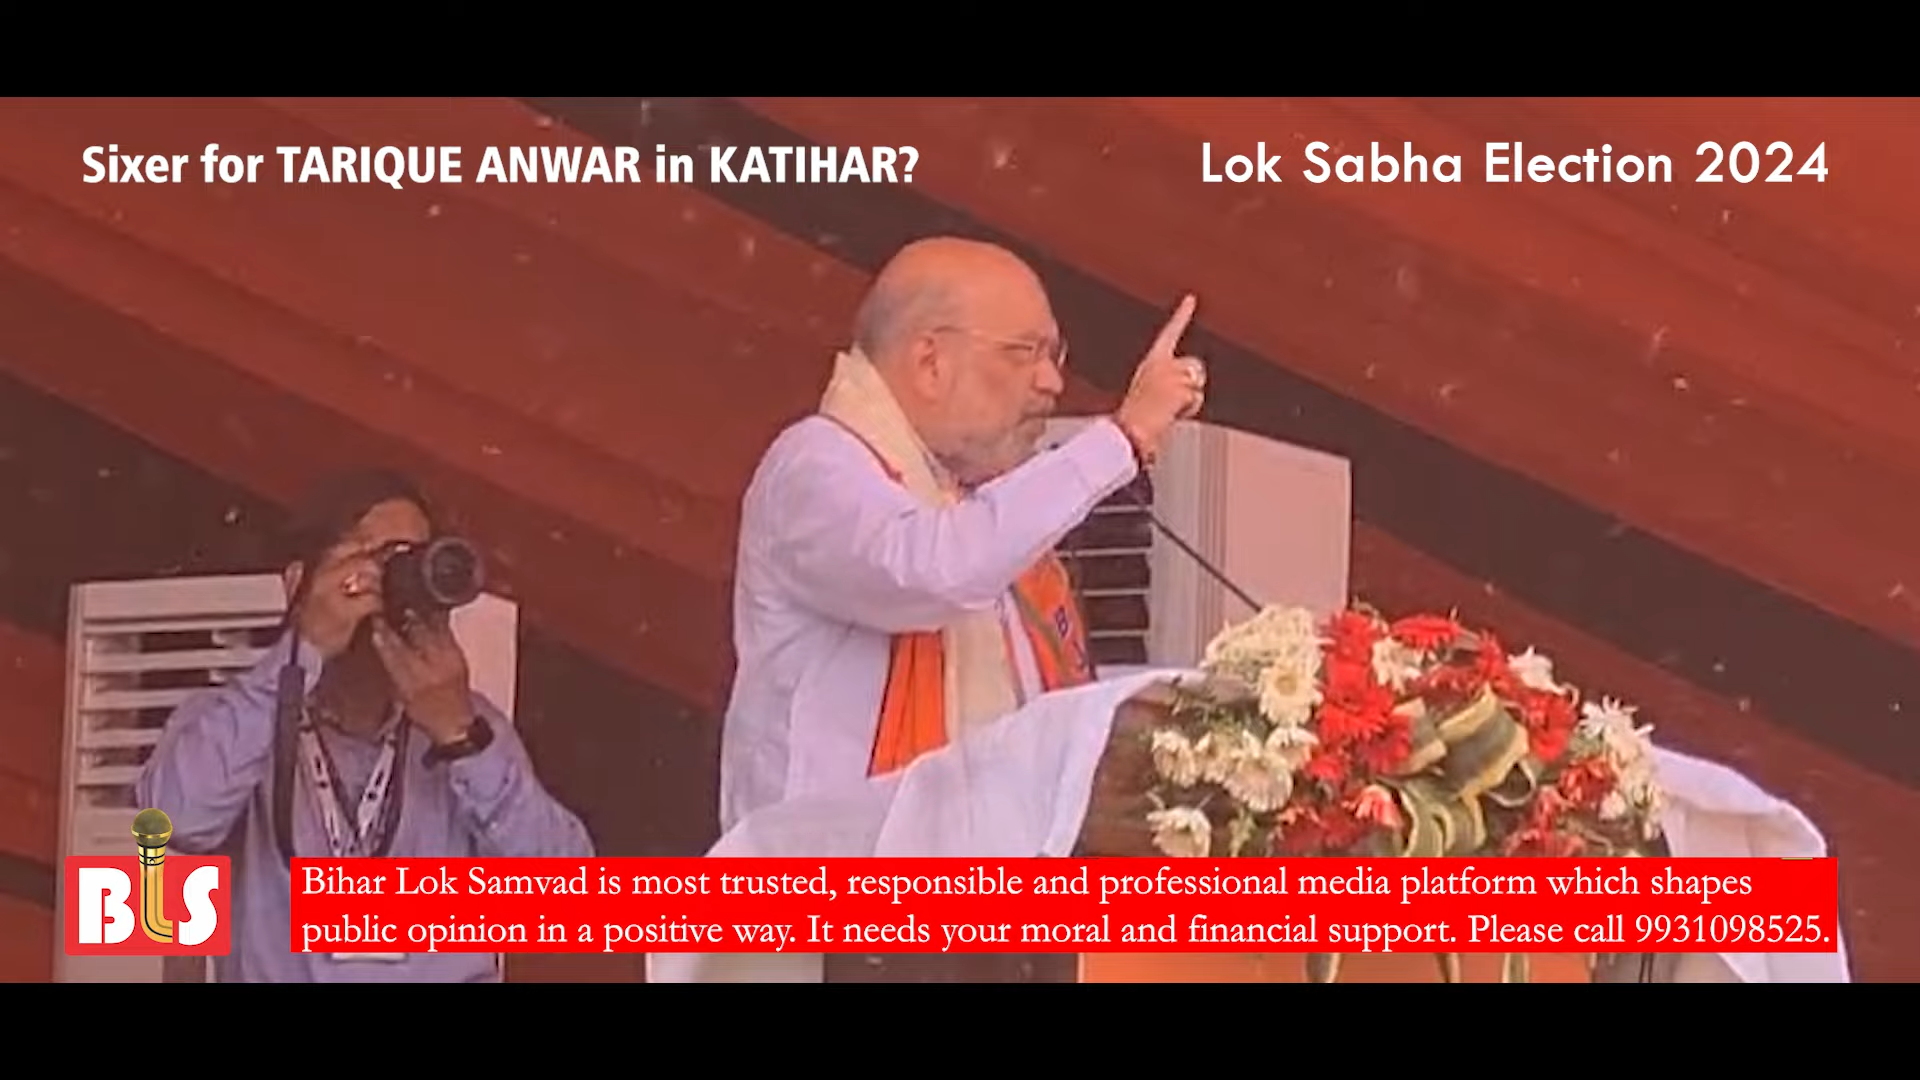 Sixer for TARIQUE ANWAR in KATIHAR?
Lok Sabha Election 2024
BLS
Bihar Lok Samvad is most trusted, responsible and professional media platform which shapes
public opinion in a positive way. It needs your moral and financial support. Please call 9931098525.